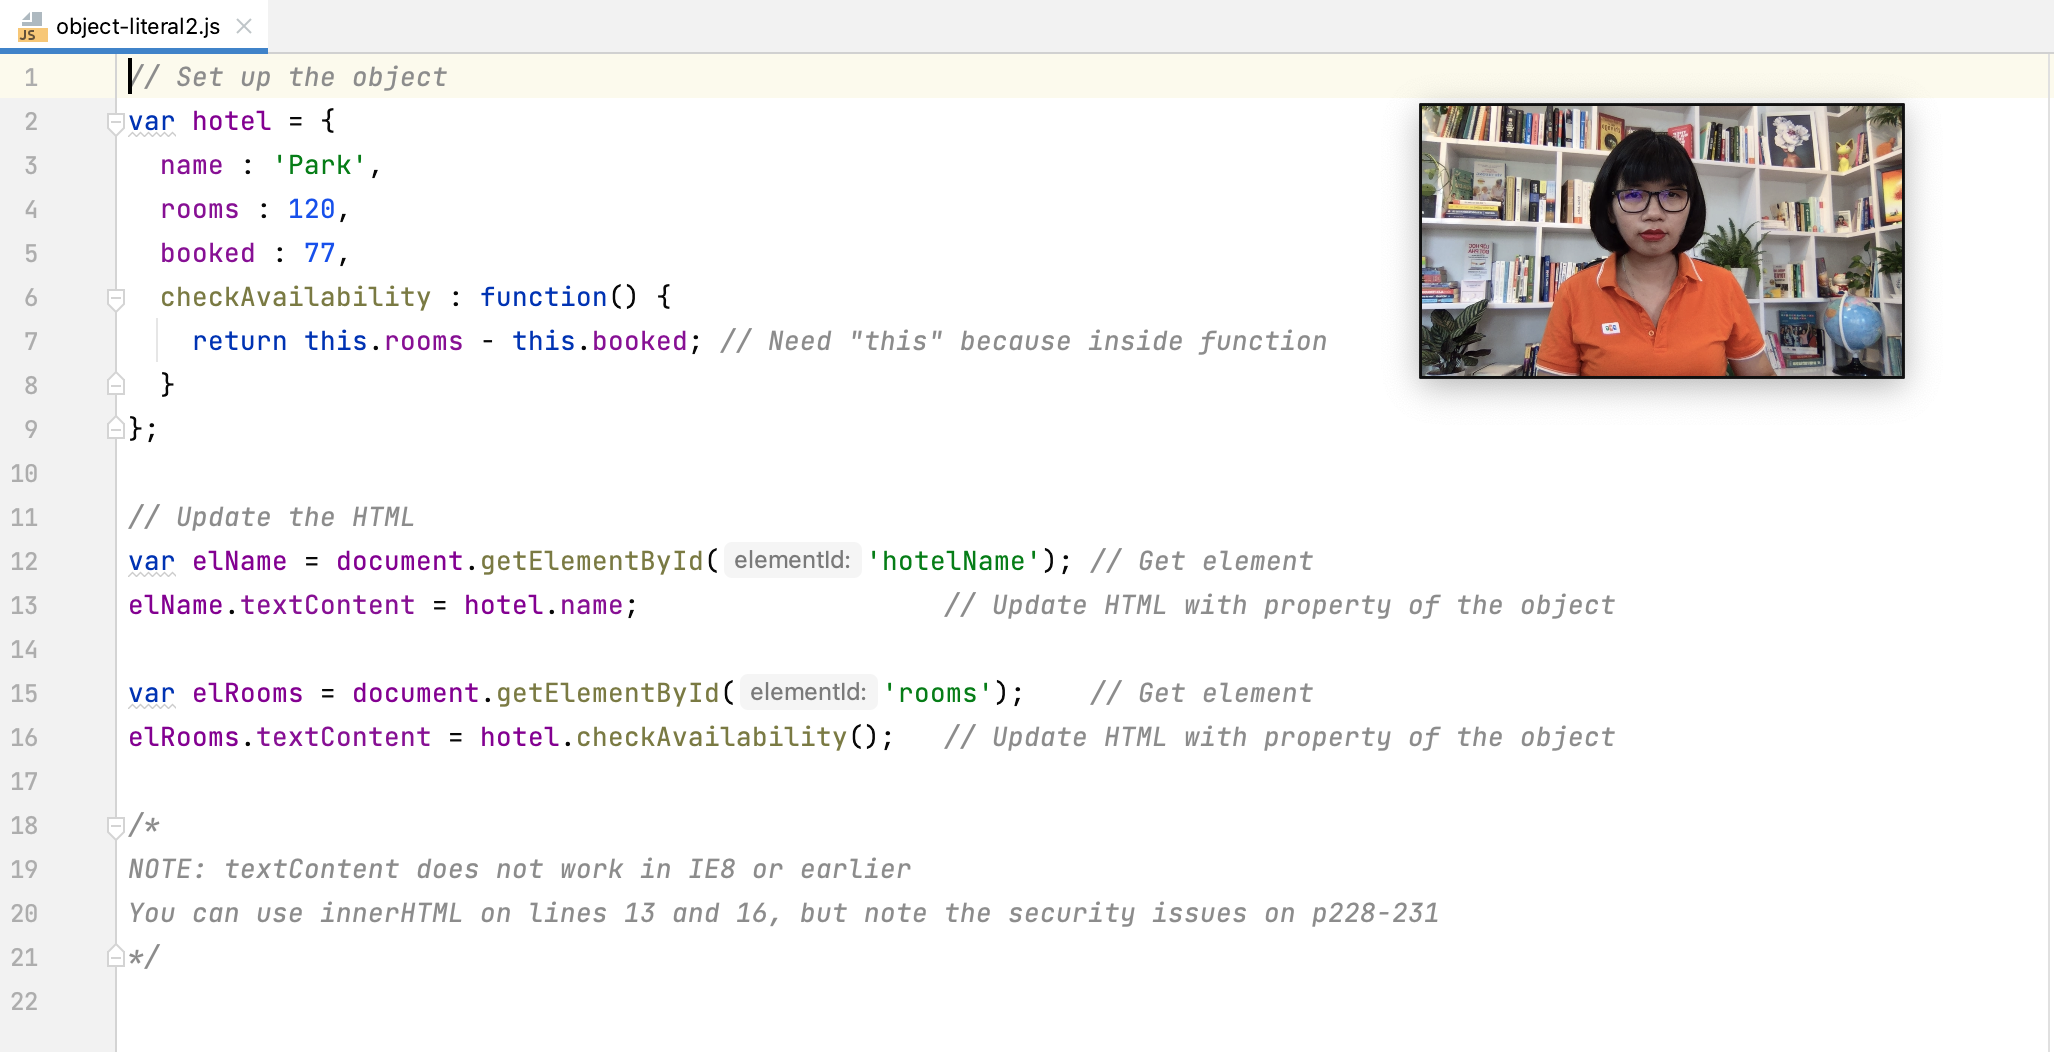 object-literal2.js
1 // Set up the object
2 var hotel = {
3 name : 'Park',
4 rooms : 120,
5 booked : 77,
6 checkAvailability : function() {
7 return this.rooms - this.booked; // Need "this" because inside function
8 }
9 };
10
11 // Update the HTML
12 var elName = document.getElementById( elementId: 'hotelName'); // Get element
13 elName.textContent = hotel.name; // Update HTML with property of the object
14
15 var elRooms = document.getElementById( elementId: 'rooms'); // Get element
16 elRooms.textContent = hotel.checkAvailability(); // Update HTML with property of the object
17
18 /*
19 NOTE: textContent does not work in IE8 or earlier
20 You can use innerHTML on lines 13 and 16, but note the security issues on p228-231
21 */
22